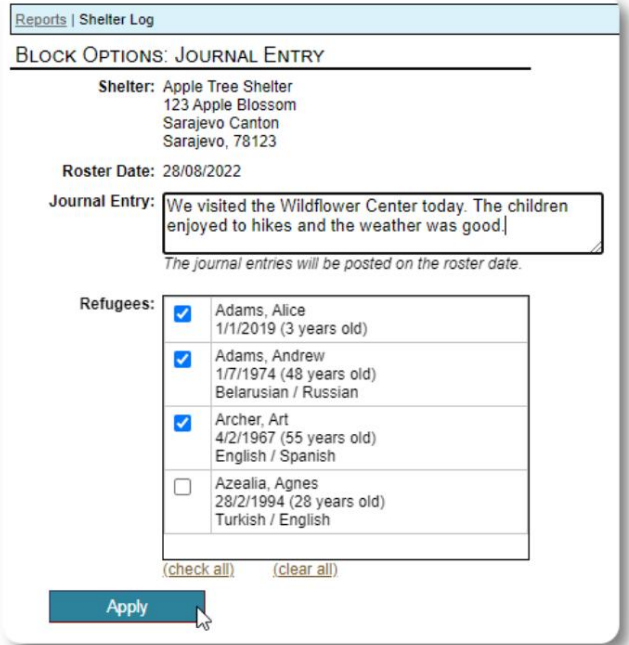 Reports | Shelter Log
BLOCK OPTIONS: JOURNAL ENTRY
Shelter: Apple Tree Shelter
123 Apple Blossom
Sarajevo Canton
Sarajevo, 78123
Roster Date: 28/08/2022
Journal Entry: We visited the Wildflower Center today. The children
enjoyed to hikes and the weather was good.
The journal entries will be posted on the roster date.
Refugees:
Adams, Alice
1/1/2019 (3 years old)
Adams, Andrew
1/7/1974 (48 years old)
Belarusian / Russian
Archer, Art
4/2/1967 (55 years old)
English / Spanish
Azealia, Agnes
28/2/1994 (28 years old)
Turkish / English
(check all) (clear all)
Apply